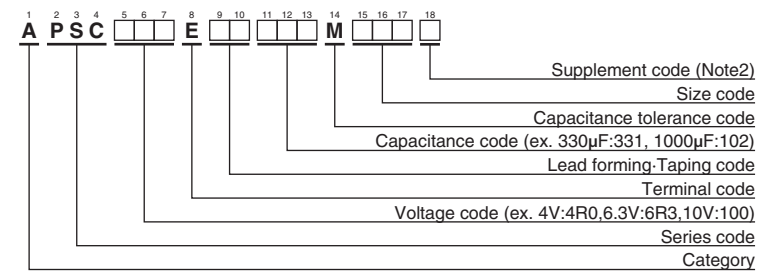 1 2 3 4 5 6 7 8 9 10 11 12 13 14 15 16 17 18
A PSC E M
Supplement code (Note2)
Size code
Capacitance tolerance code
Capacitance code (ex. 330μF:331, 1000μF:102)
Lead forming·Taping code
Terminal code
Voltage code (ex. 4V:4R0,6.3V:6R3,10V:100)
Series code
Category